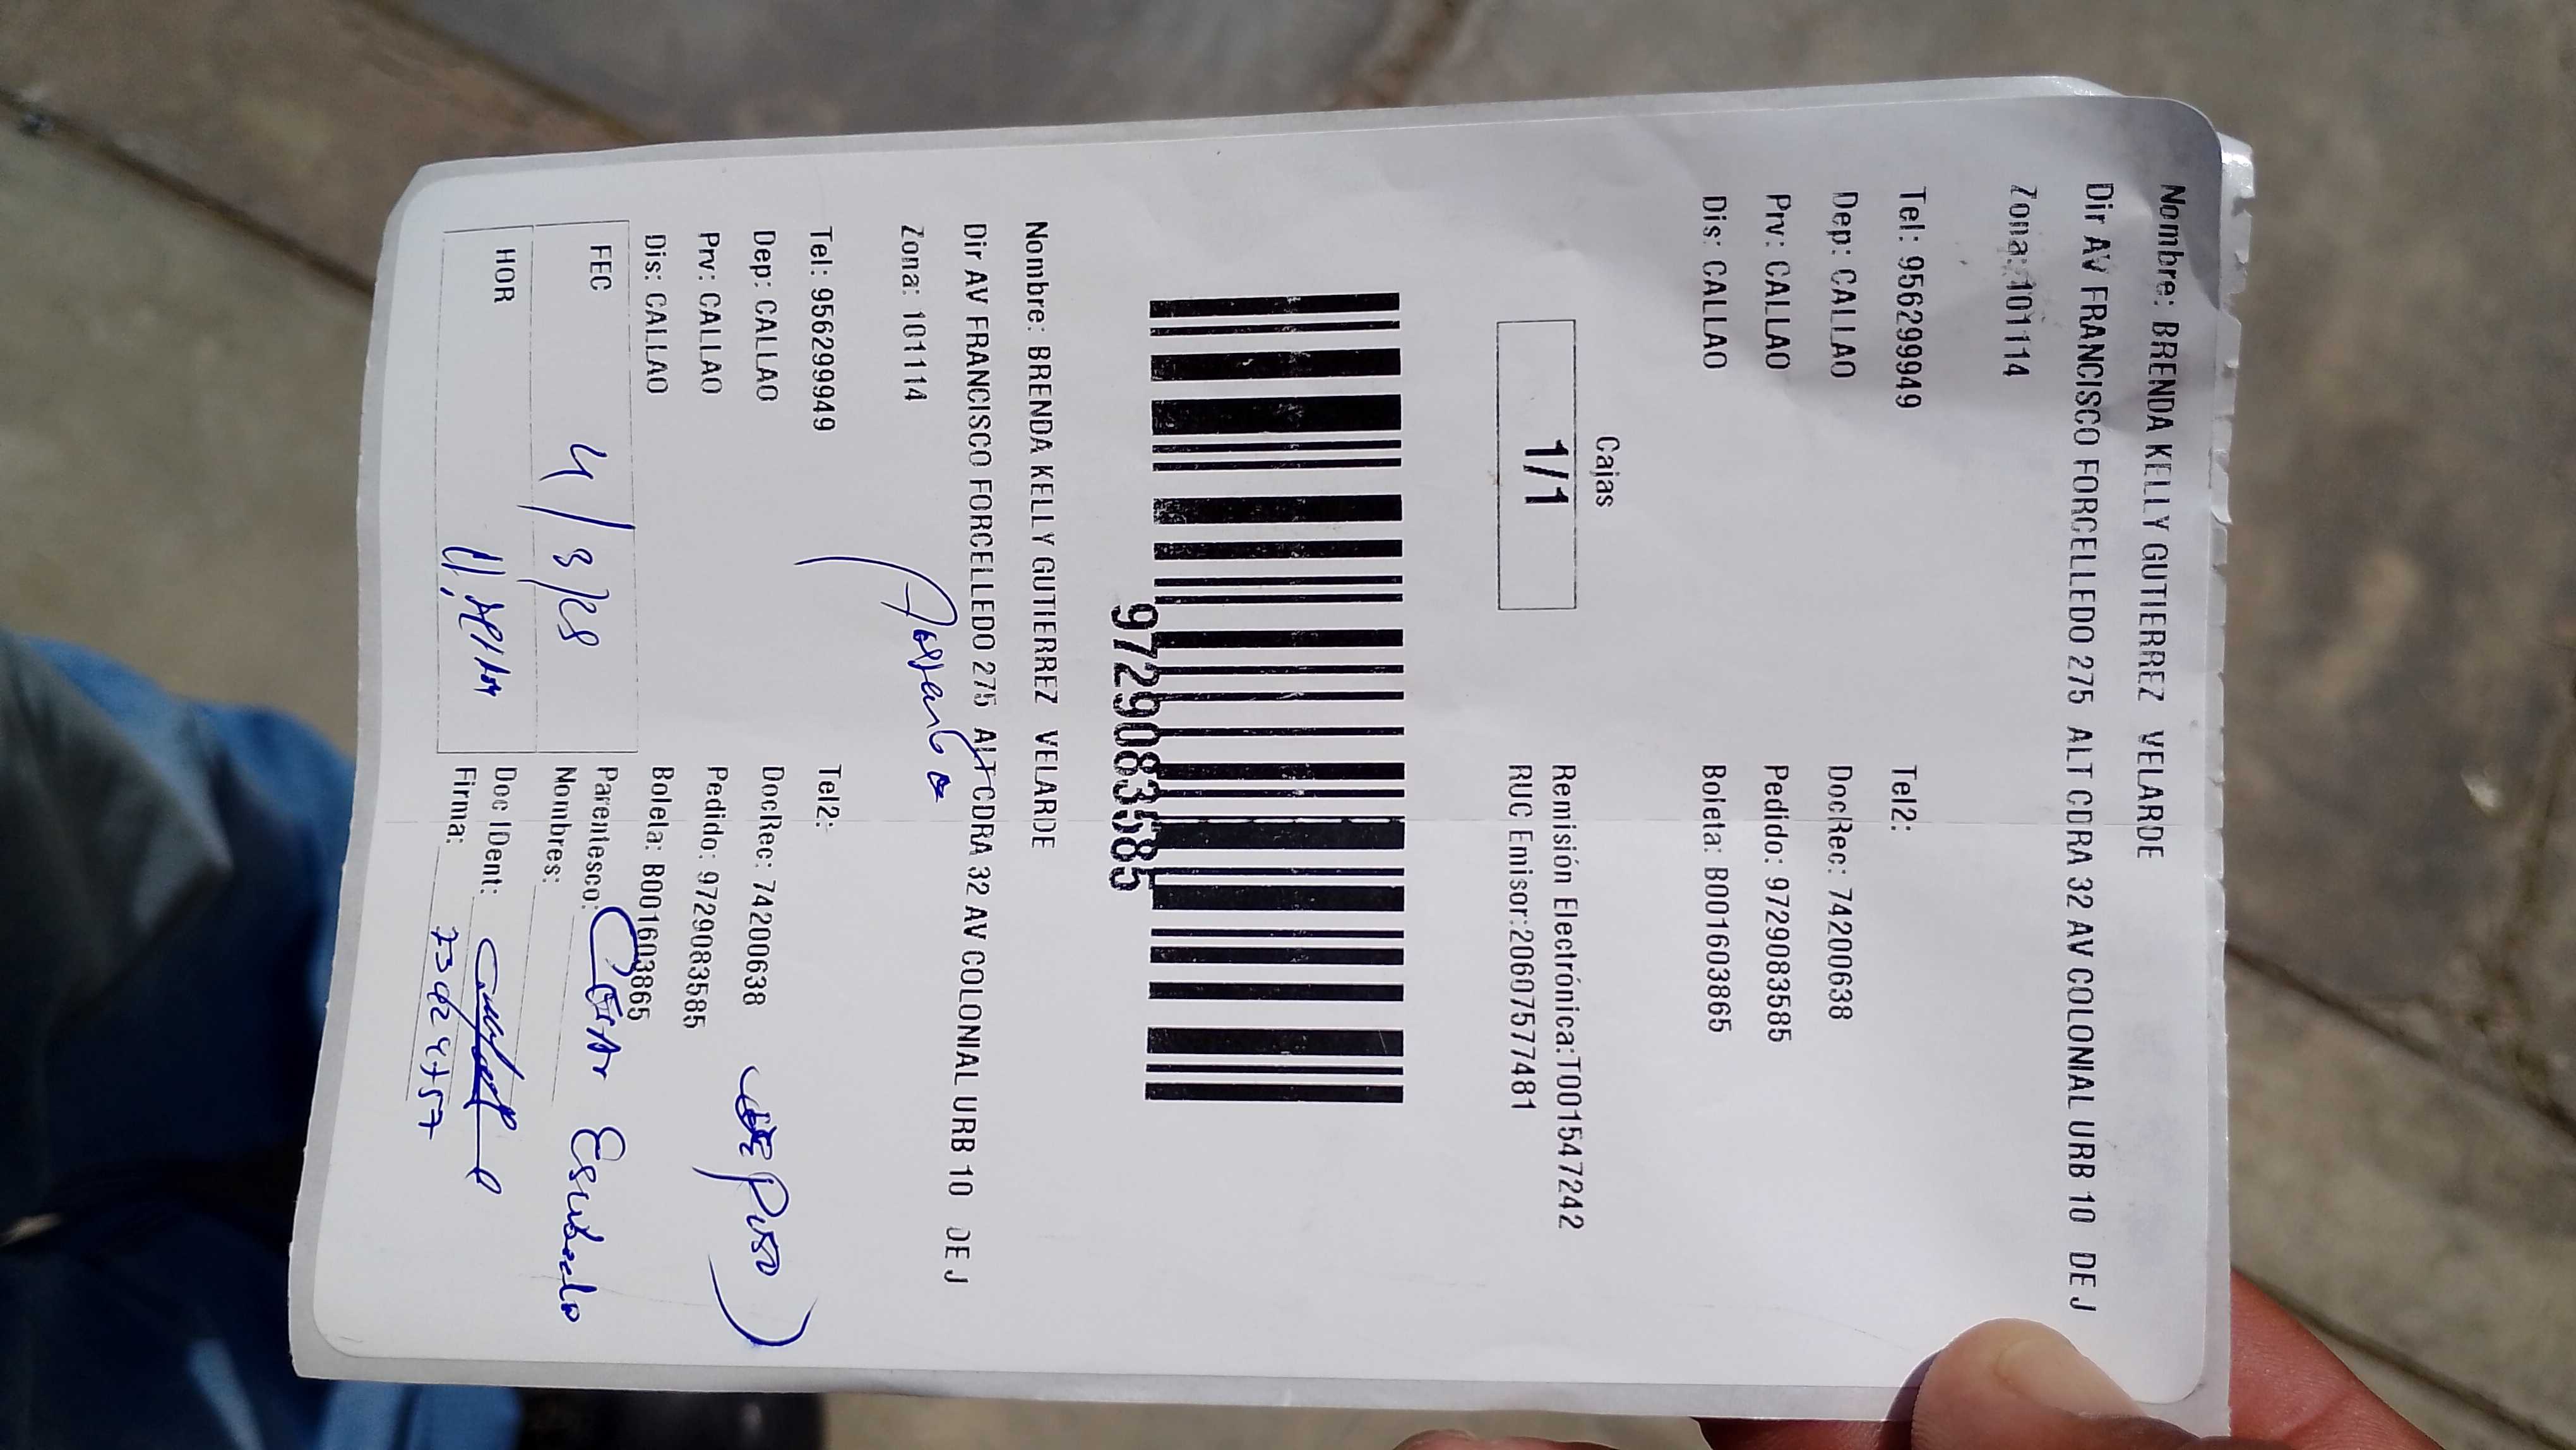 Nombre: BRENDA KELLY GUTIERREZ VELARDE
Dir AV FRANCISCO FORCELLEDO 275 ALT CDRA 32 AV COLONIAL URB 10 DE J
Zona: 101114
Tel: 956299949 Tel2:
Dep: CALLAO DocRec: 74200638
Prv: CALLAO Pedido: 9729083585
Dis: CALLAO Boleta: B001603865
Cajas
1/1
Remisión Electrónica:T001547242
RUC Emisor:20607577481
9729083585
Nombre: BRENDA KELLY GUTIERREZ VELARDE
Dir AV FRANCISCO FORCELLEDO 275 ALT CDRA 32 AV COLONIAL URB 10 DE J
Zona: 101114
Tel: 956299949 Tel2:
Dep: CALLAO DocRec: 74200638
Prv: CALLAO Pedido: 9729083585
Dis: CALLAO Boleta: B001603865
FEC Parentesco:
Nombres:
HOR Doc IDent:
Firma: